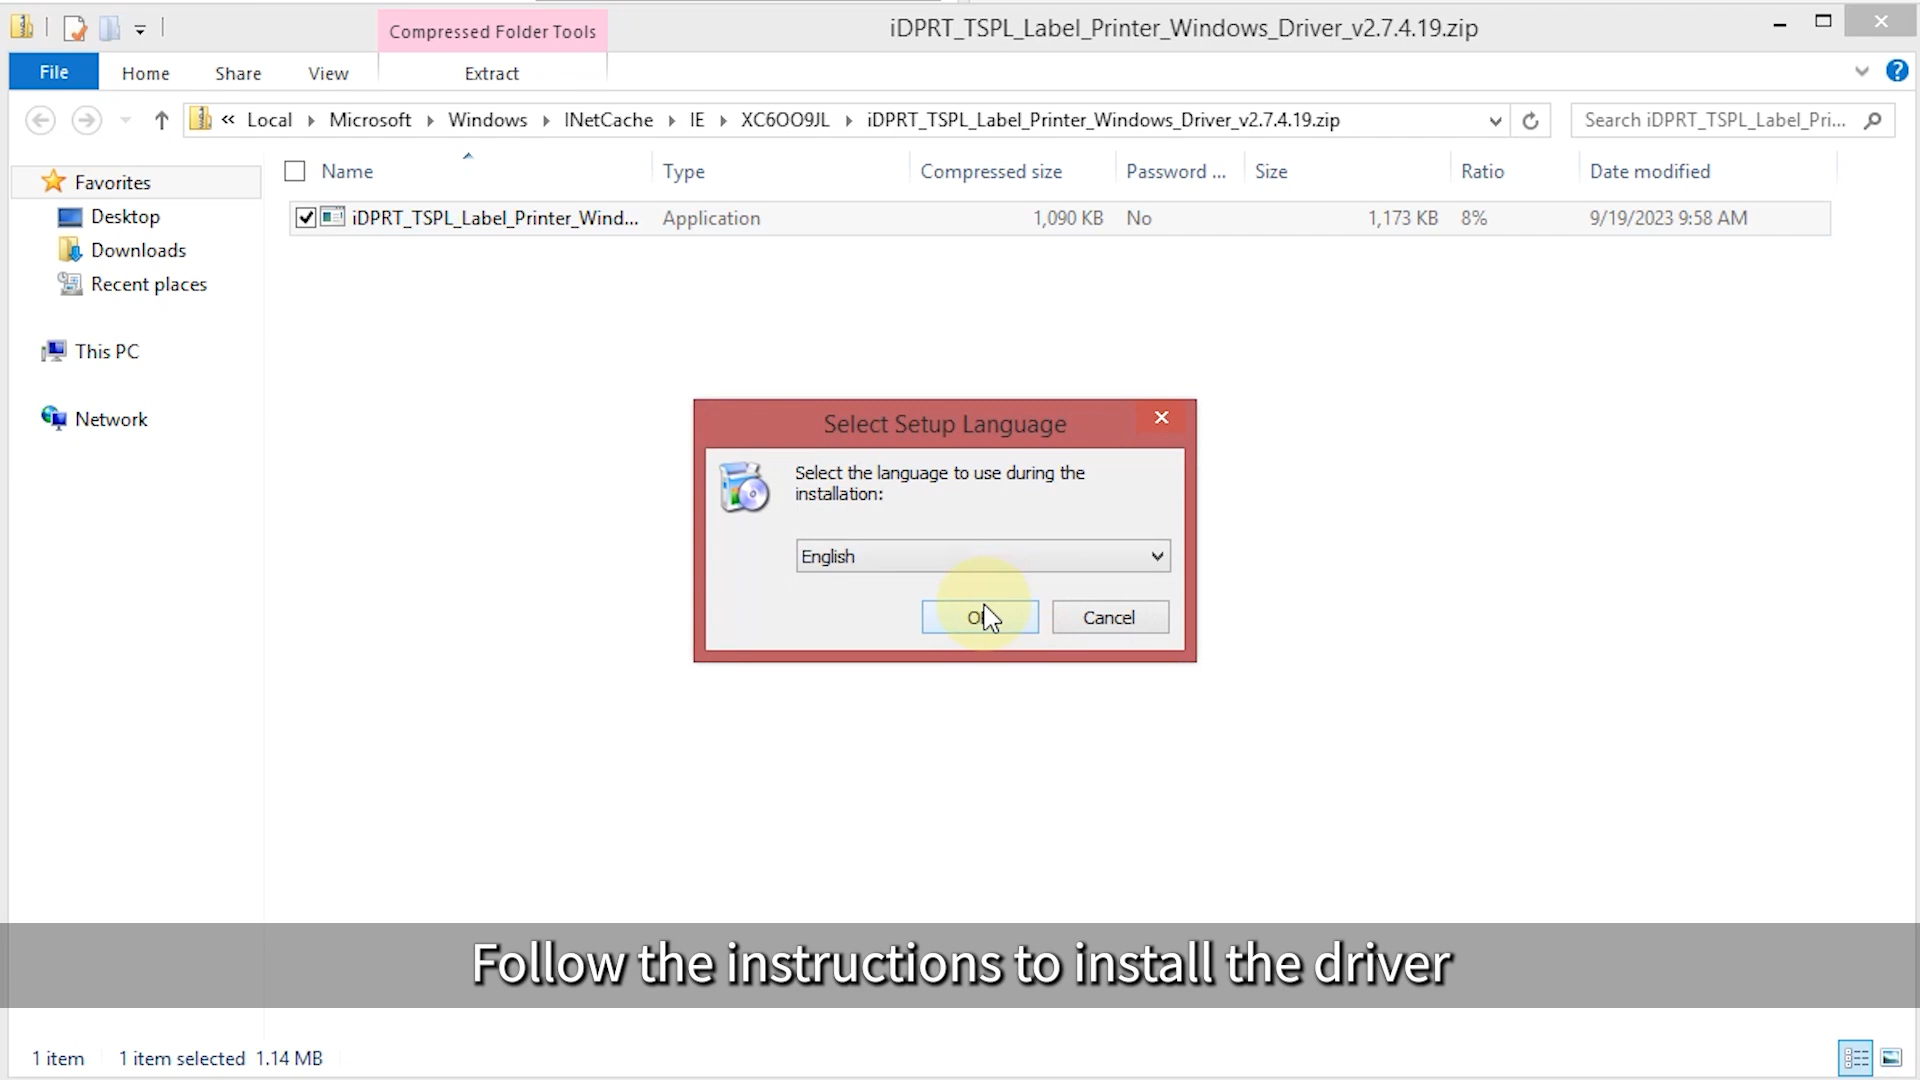 Compressed Folder Tools
iDPRT_TSPL_Label_Printer_Windows_Driver_v2.7.4.19.zip
File Home Share View Extract
« Local Microsoft Windows INetCache IE XC6OO9JL iDPRT_TSPL_Label_Printer_Windows_Driver_v2.7.4.19.zip Search iDPRT_TSPL_Label_Pri...
Name Type Compressed size Password ... Size Ratio Date modified
iDPRT_TSPL_Label_Printer_Wind... Application 1,090 KB No 1,173 KB 8% 9/19/2023 9:58 AM
Favorites
Desktop
Downloads
Recent places
This PC
Network
Select Setup Language
Select the language to use during the
installation:
English
Cancel
Follow the instructions to install the driver
1 item 1 item selected 1.14 MB